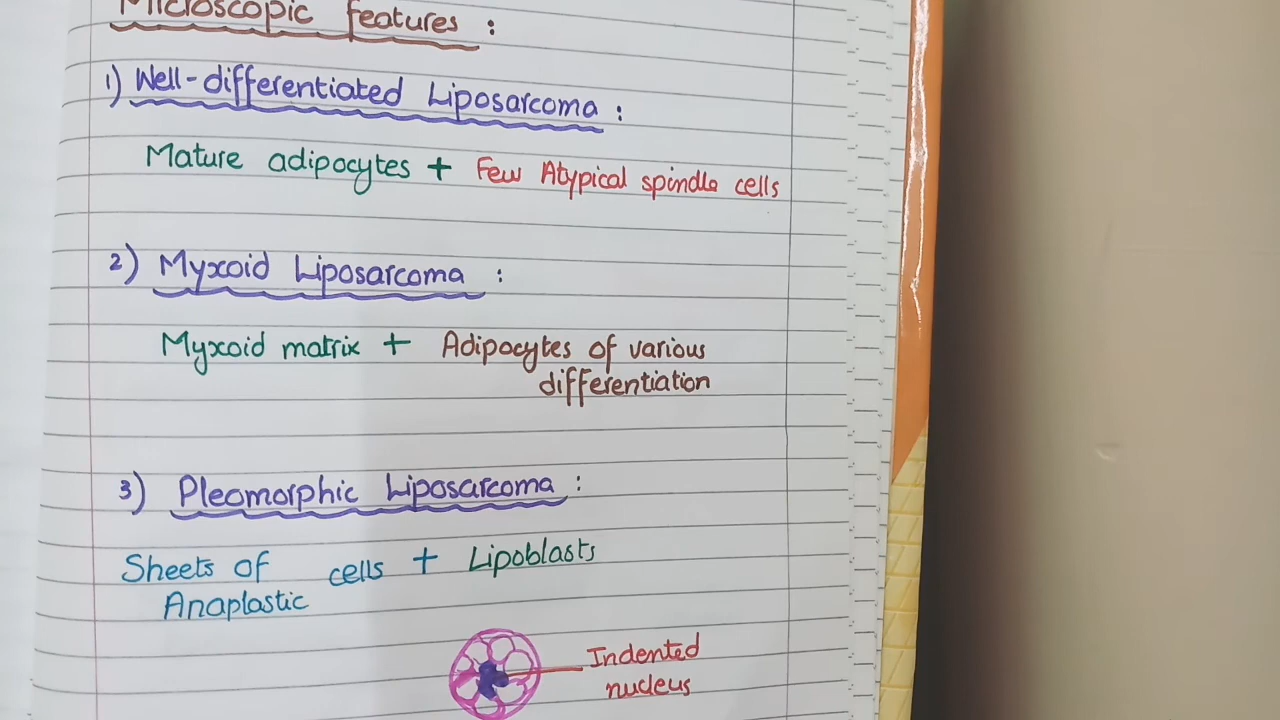 Microscopic features :
1) Well-differentiated Liposarcoma :
Mature adipocytes + Few Atypical spindle cells
2) Myxoid Liposarcoma :
Myxoid matrix + Adipocytes of various
differentiation
3) Pleomorphic Liposarcoma :
Sheets of cells + Lipoblasts
Anaplastic
Indented
nucleus